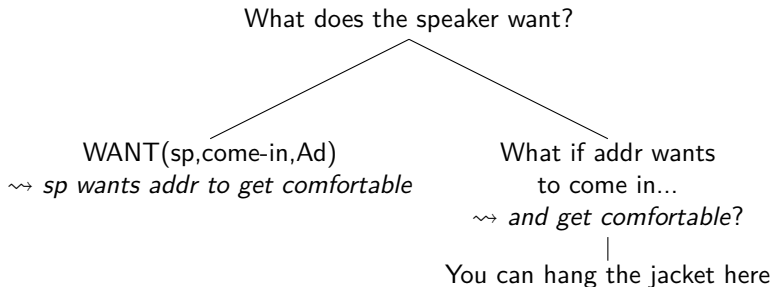 What does the speaker want?
WANT(sp,come-in,Ad)
⇝ sp wants addr to get comfortable
What if addr wants
to come in...
⇝ and get comfortable?
You can hang the jacket here